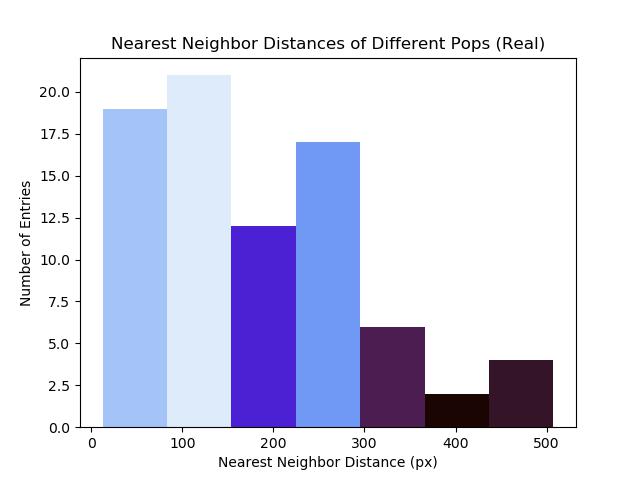 Nearest Neighbor Distances of Different Pops (Real)
Number of Entries
20.0
17.5
15.0
12.5
10.0
7.5
5.0
2.5
0.0
0 100 200 300 400 500
Nearest Neighbor Distance (px)